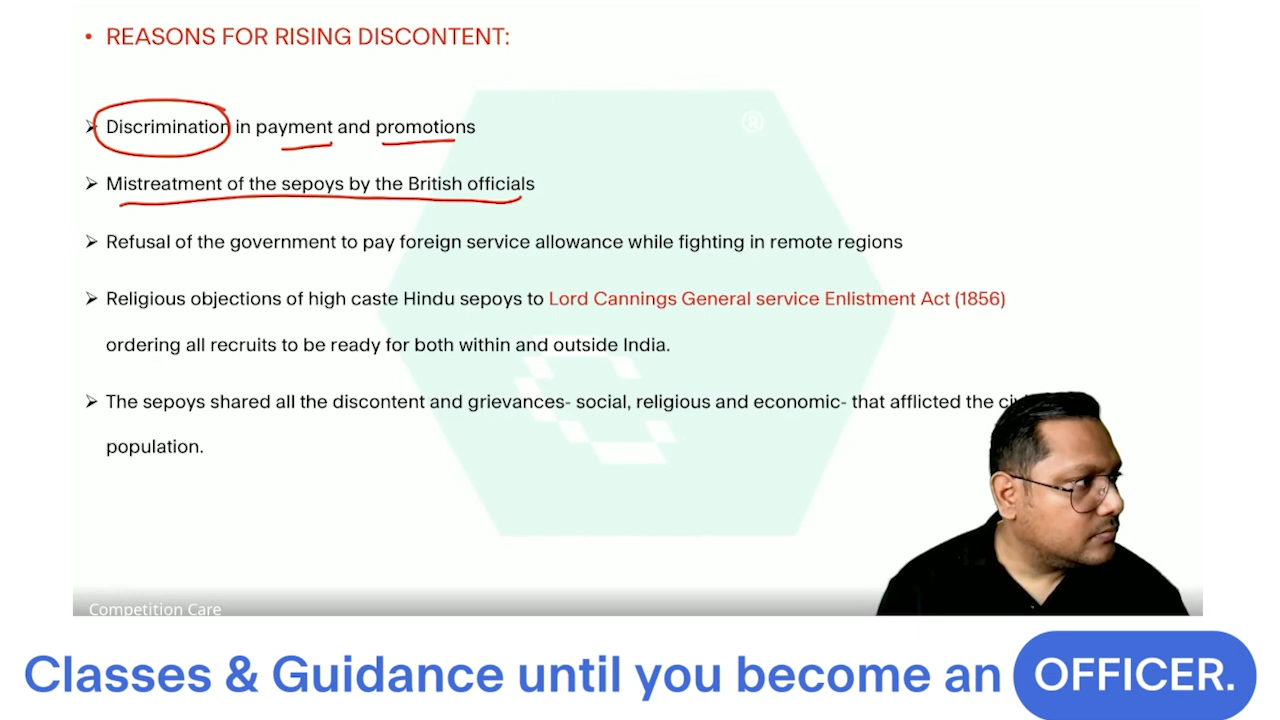 • REASONS FOR RISING DISCONTENT:
®
➢ Discrimination in payment and promotions
➢ Mistreatment of the sepoys by the British officials
➢ Refusal of the government to pay foreign service allowance while fighting in remote regions
➢ Religious objections of high caste Hindu sepoys to Lord Cannings General service Enlistment Act (1856)
ordering all recruits to be ready for both within and outside India.
➢ The sepoys shared all the discontent and grievances- social, religious and economic- that afflicted the
population.
Competition Care
Classes & Guidance until you become an OFFICER.